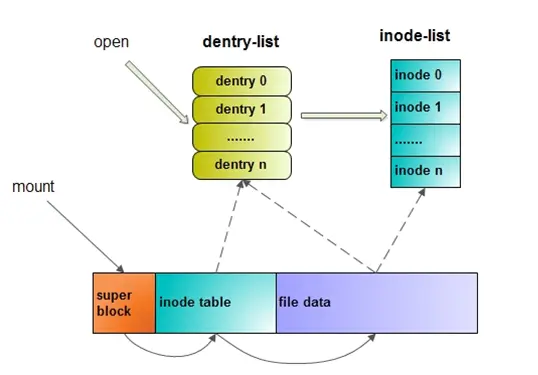 open
dentry-list
inode-list
dentry 0
dentry 1
.......
dentry n
inode 0
inode 1
.......
inode n
mount
super
block
inode table
file data